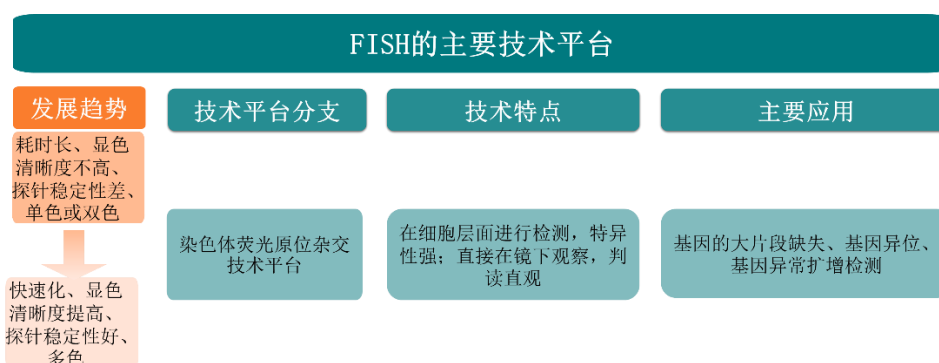 FISH的主要技术平台
发展趋势
技术平台分支
技术特点
主要应用
耗时长、显色
清晰度不高、
探针稳定性差、
单色或双色
染色体荧光原位杂交
技术平台
在细胞层面进行检测，特异
性强；直接在镜下观察，判
读直观
基因的大片段缺失、基因异位、
基因异常扩增检测
快速化、显色
清晰度提高、
探针稳定性好、
多色